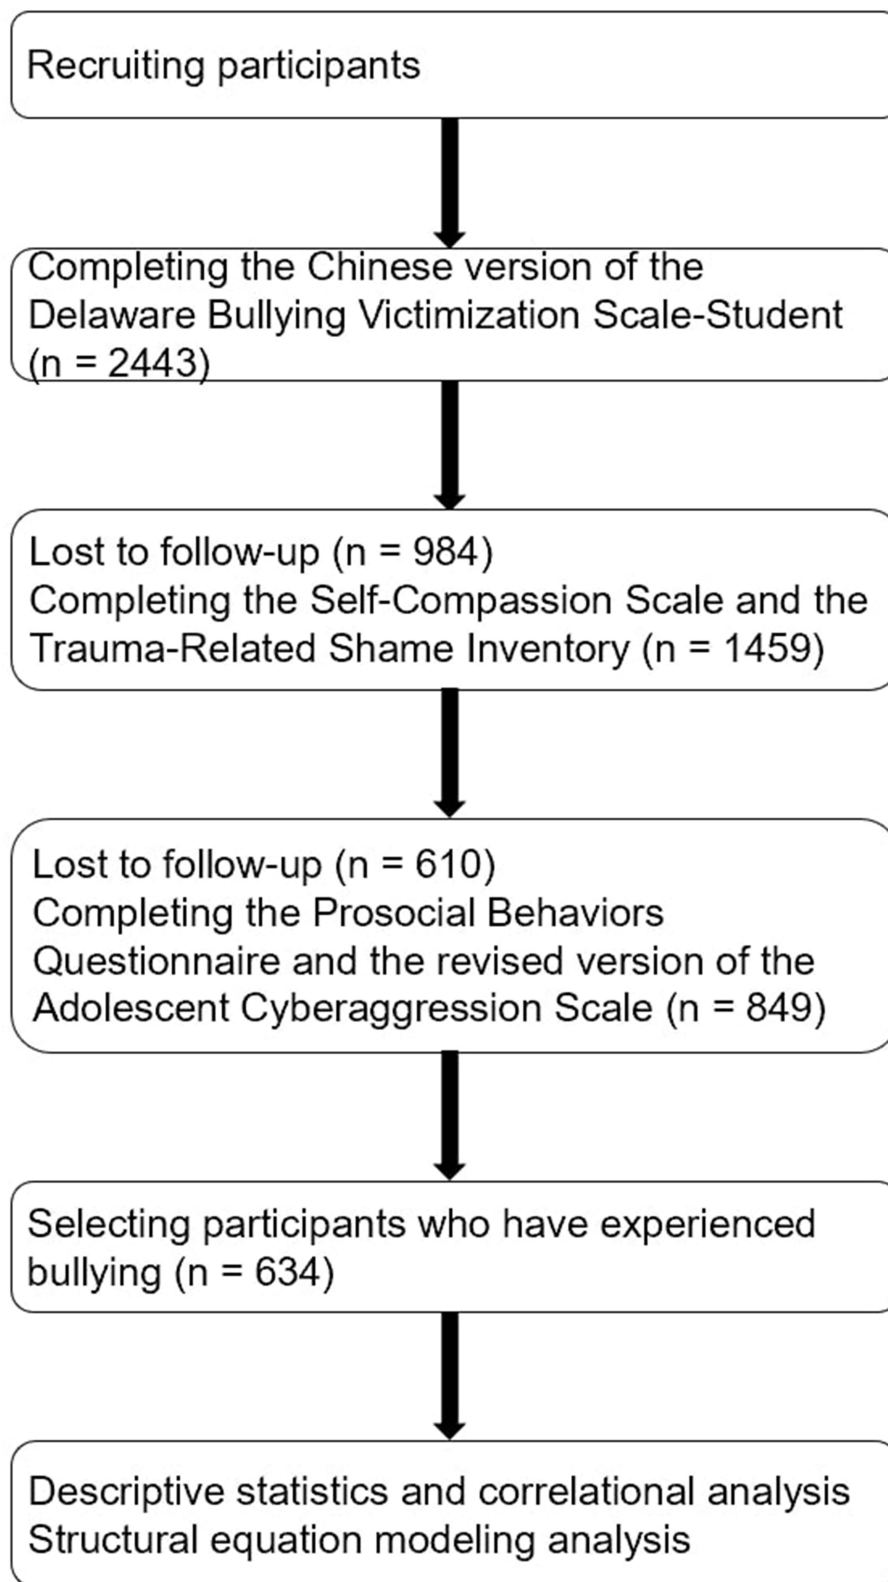 Recruiting participants
Completing the Chinese version of the
Delaware Bullying Victimization Scale-Student
(n = 2443)
Lost to follow-up (n = 984)
Completing the Self-Compassion Scale and the
Trauma-Related Shame Inventory (n = 1459)
Lost to follow-up (n = 610)
Completing the Prosocial Behaviors
Questionnaire and the revised version of the
Adolescent Cyberaggression Scale (n = 849)
Selecting participants who have experienced
bullying (n = 634)
Descriptive statistics and correlational analysis
Structural equation modeling analysis